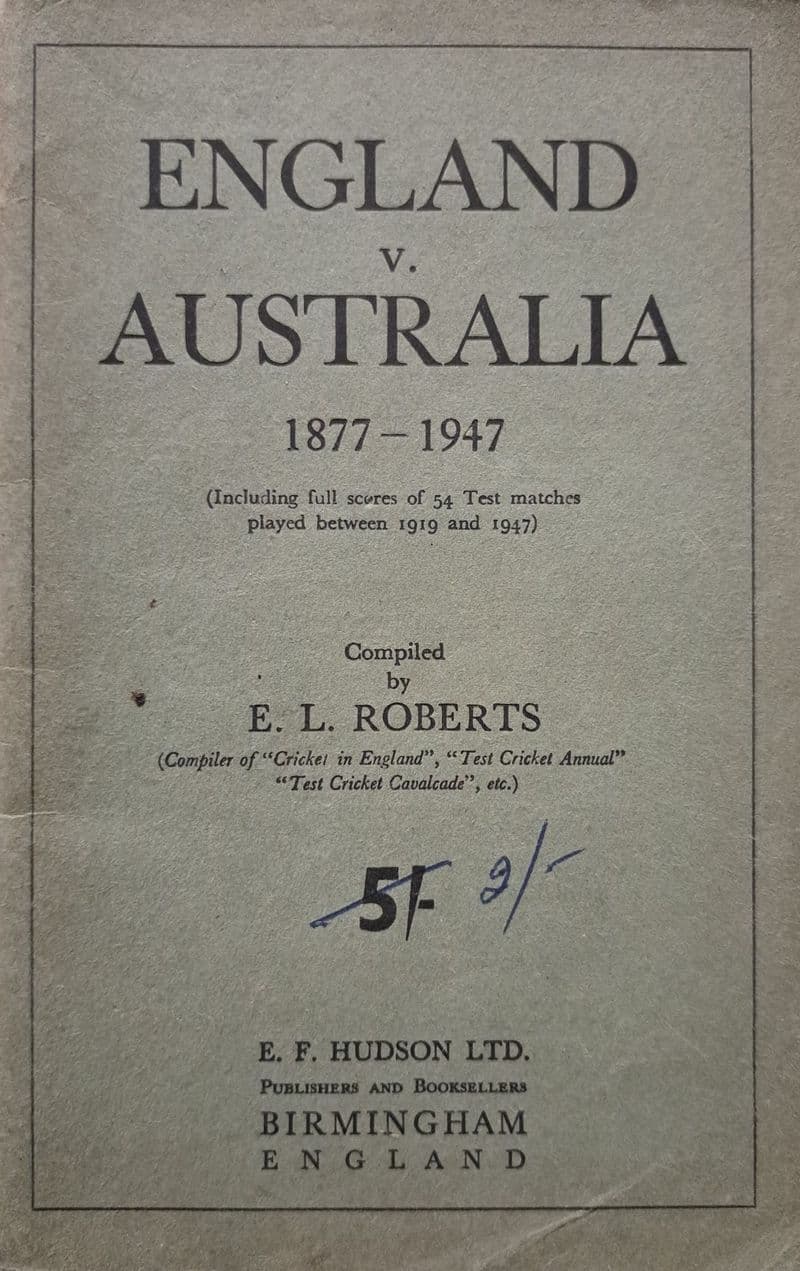 ENGLAND
v.
AUSTRALIA
1877 – 1947
(Including full scores of 54 Test matches
played between 1919 and 1947)
Compiled
by
E. L. ROBERTS
(Compiler of “Cricket in England”, “Test Cricket Annual”
“Test Cricket Cavalcade”, etc.)
5/- 2/-
E. F. HUDSON LTD.
PUBLISHERS AND BOOKSELLERS
BIRMINGHAM
ENGLAND